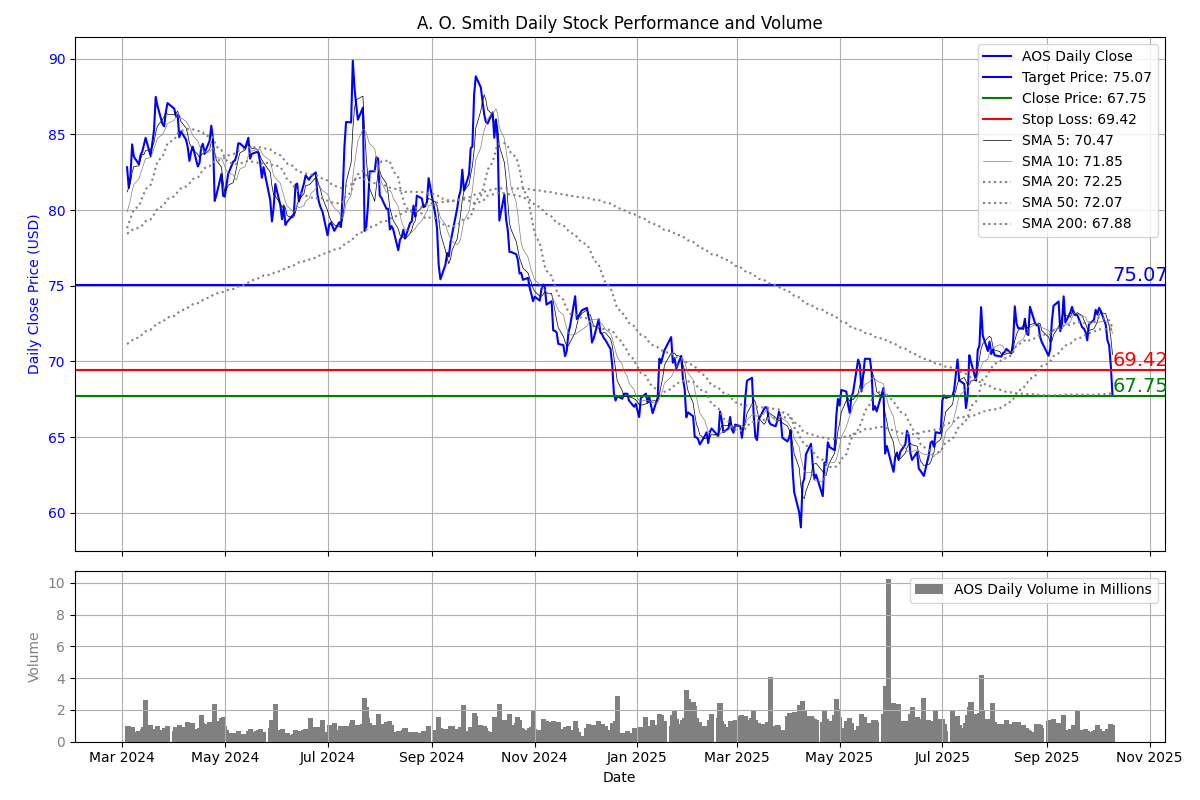 A. O. Smith Daily Stock Performance and Volume
Daily Close Price (USD)
90
85
80
75
70
65
60
AOS Daily Close
Target Price: 75.07
Close Price: 67.75
Stop Loss: 69.42
SMA 5: 70.47
SMA 10: 71.85
SMA 20: 72.25
SMA 50: 72.07
SMA 200: 67.88
75.07
69.42
67.75
Volume
10
8
6
4
2
0
AOS Daily Volume in Millions
Mar 2024 May 2024 Jul 2024 Sep 2024 Nov 2024 Jan 2025 Mar 2025 May 2025 Jul 2025 Sep 2025 Nov 2025
Date